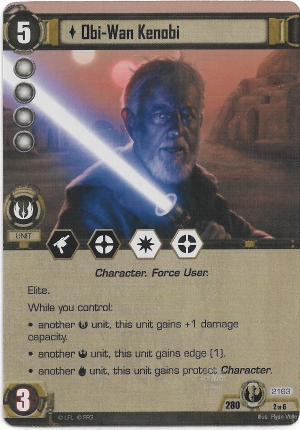 5
Obi-Wan Kenobi
UNIT
Character. Force User.
Elite.
While you control:
• another unit, this unit gains +1 damage
capacity.
• another unit, this unit gains edge (1).
• another unit, this unit gains protect Character.
3
© LFL © FFG
280
2163
2 of 6